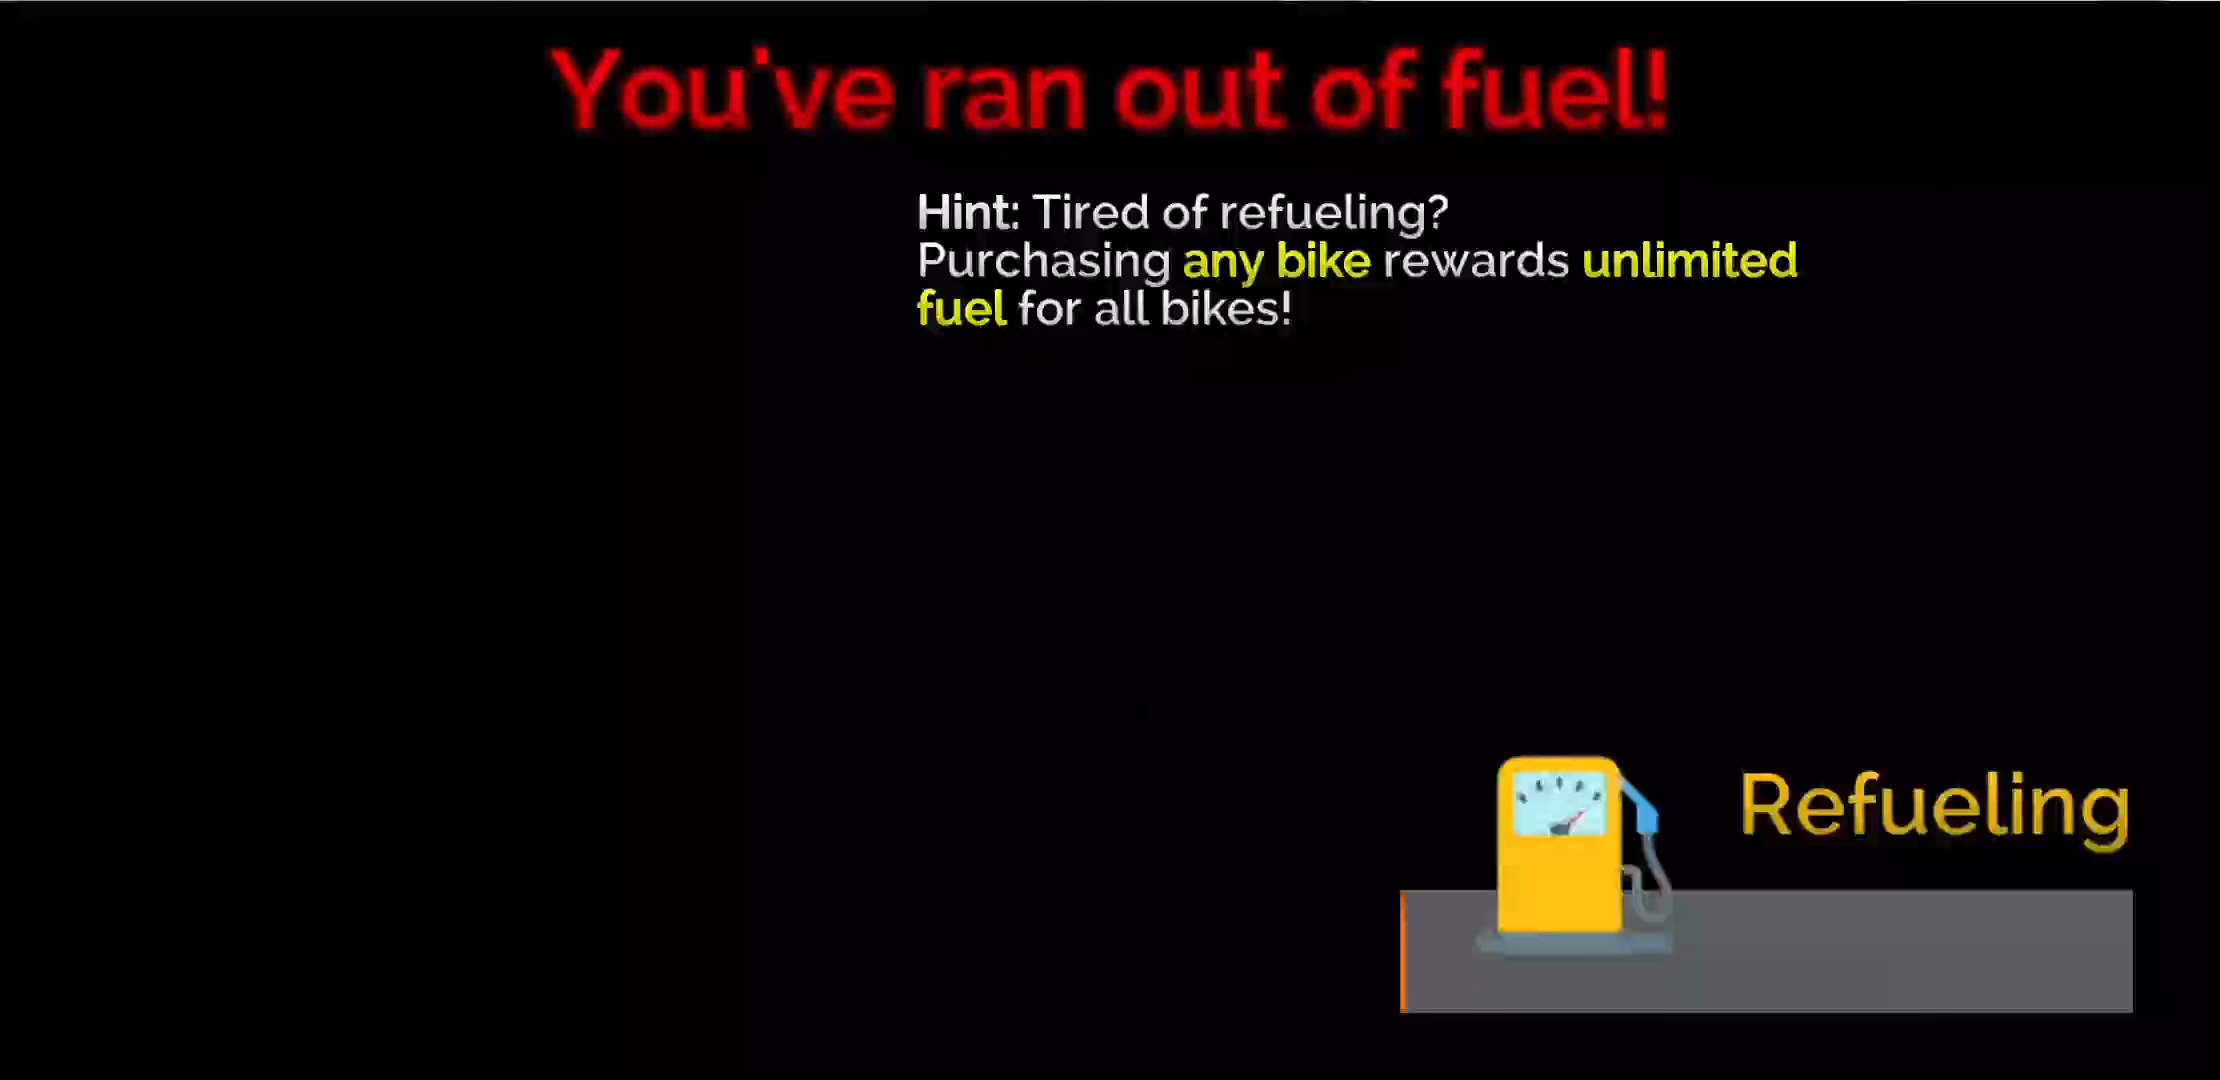 You've ran out of fuel!
Hint: Tired of refueling?
Purchasing any bike rewards unlimited
fuel for all bikes!
Refueling